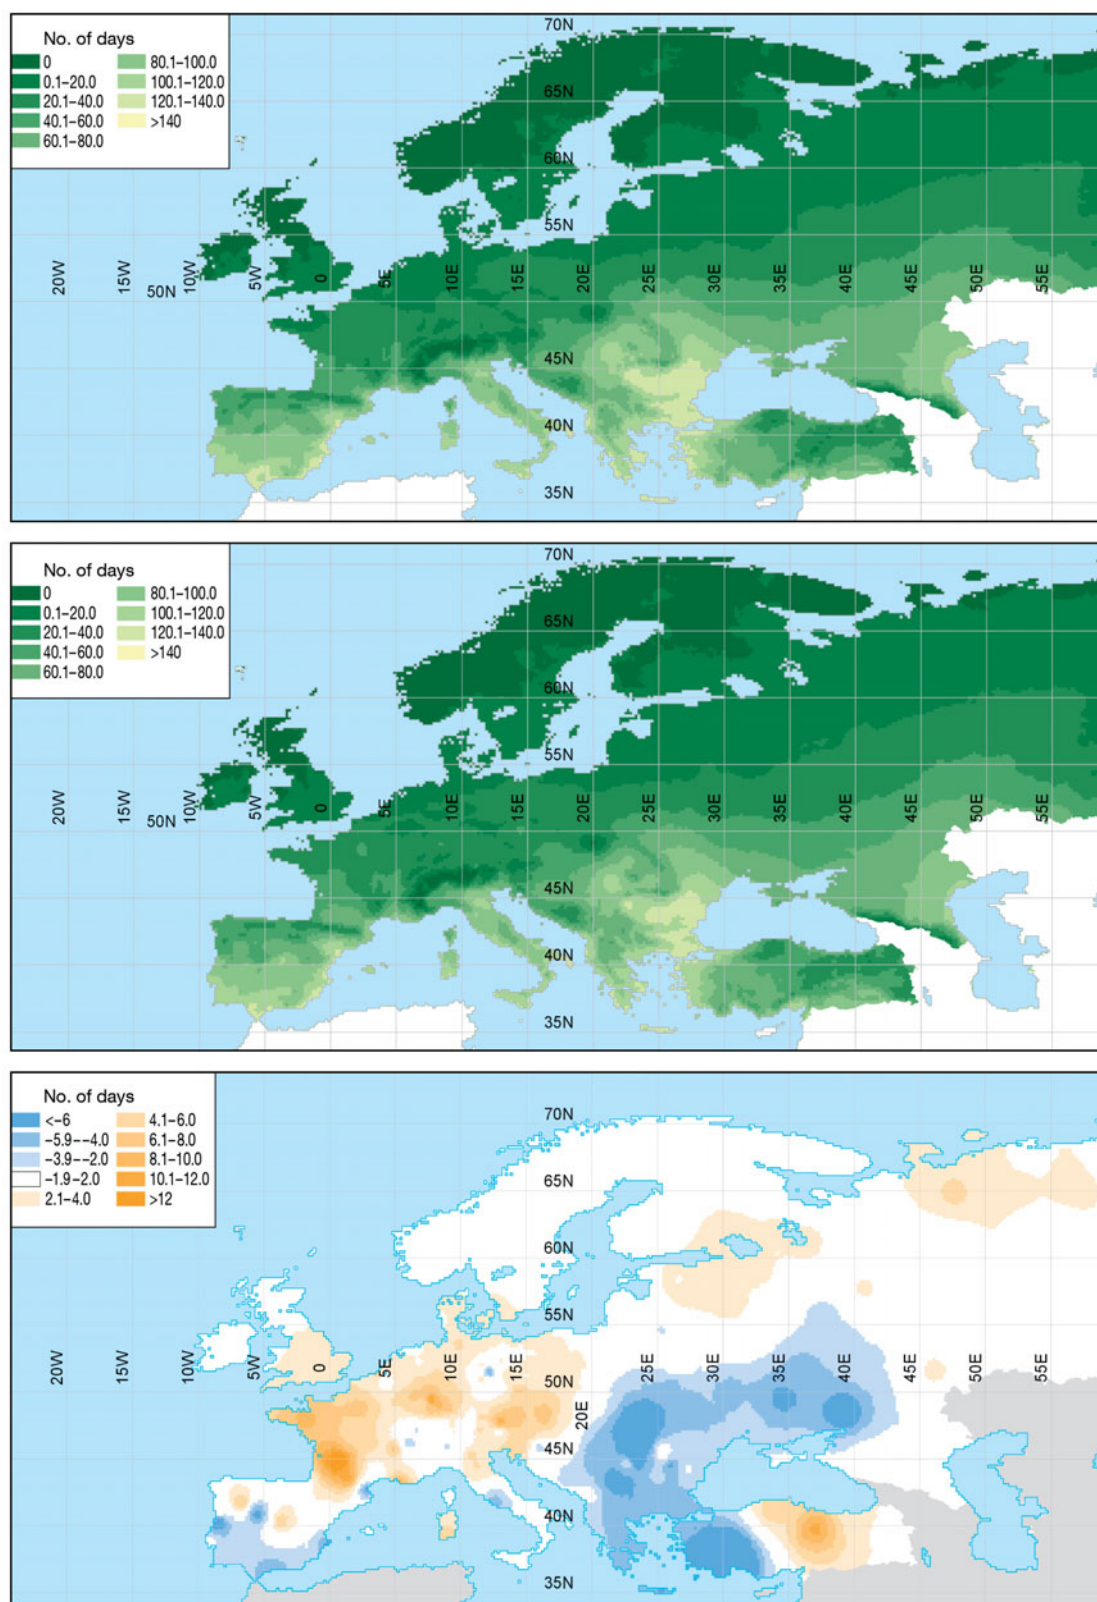 No. of days
0
0.1–20.0
20.1–40.0
40.1–60.0
60.1–80.0
80.1–100.0
100.1–120.0
120.1–140.0
>140
70N
65N
60N
55N
50N
45N
40N
35N
20W
15W
10W
5W
0
5E
10E
15E
20E
25E
30E
35E
40E
45E
50E
55E
No. of days
0
0.1–20.0
20.1–40.0
40.1–60.0
60.1–80.0
80.1–100.0
100.1–120.0
120.1–140.0
>140
70N
65N
60N
55N
50N
45N
40N
35N
20W
15W
10W
5W
0
5E
10E
15E
20E
25E
30E
35E
40E
45E
50E
55E
No. of days
<–6
–5.9––4.0
–3.9––2.0
–1.9–2.0
2.1–4.0
4.1–6.0
6.1–8.0
8.1–10.0
10.1–12.0
>12
70N
65N
60N
55N
50N
45N
40N
35N
20W
15W
10W
5W
0
5E
10E
15E
20E
25E
30E
35E
40E
45E
50E
55E